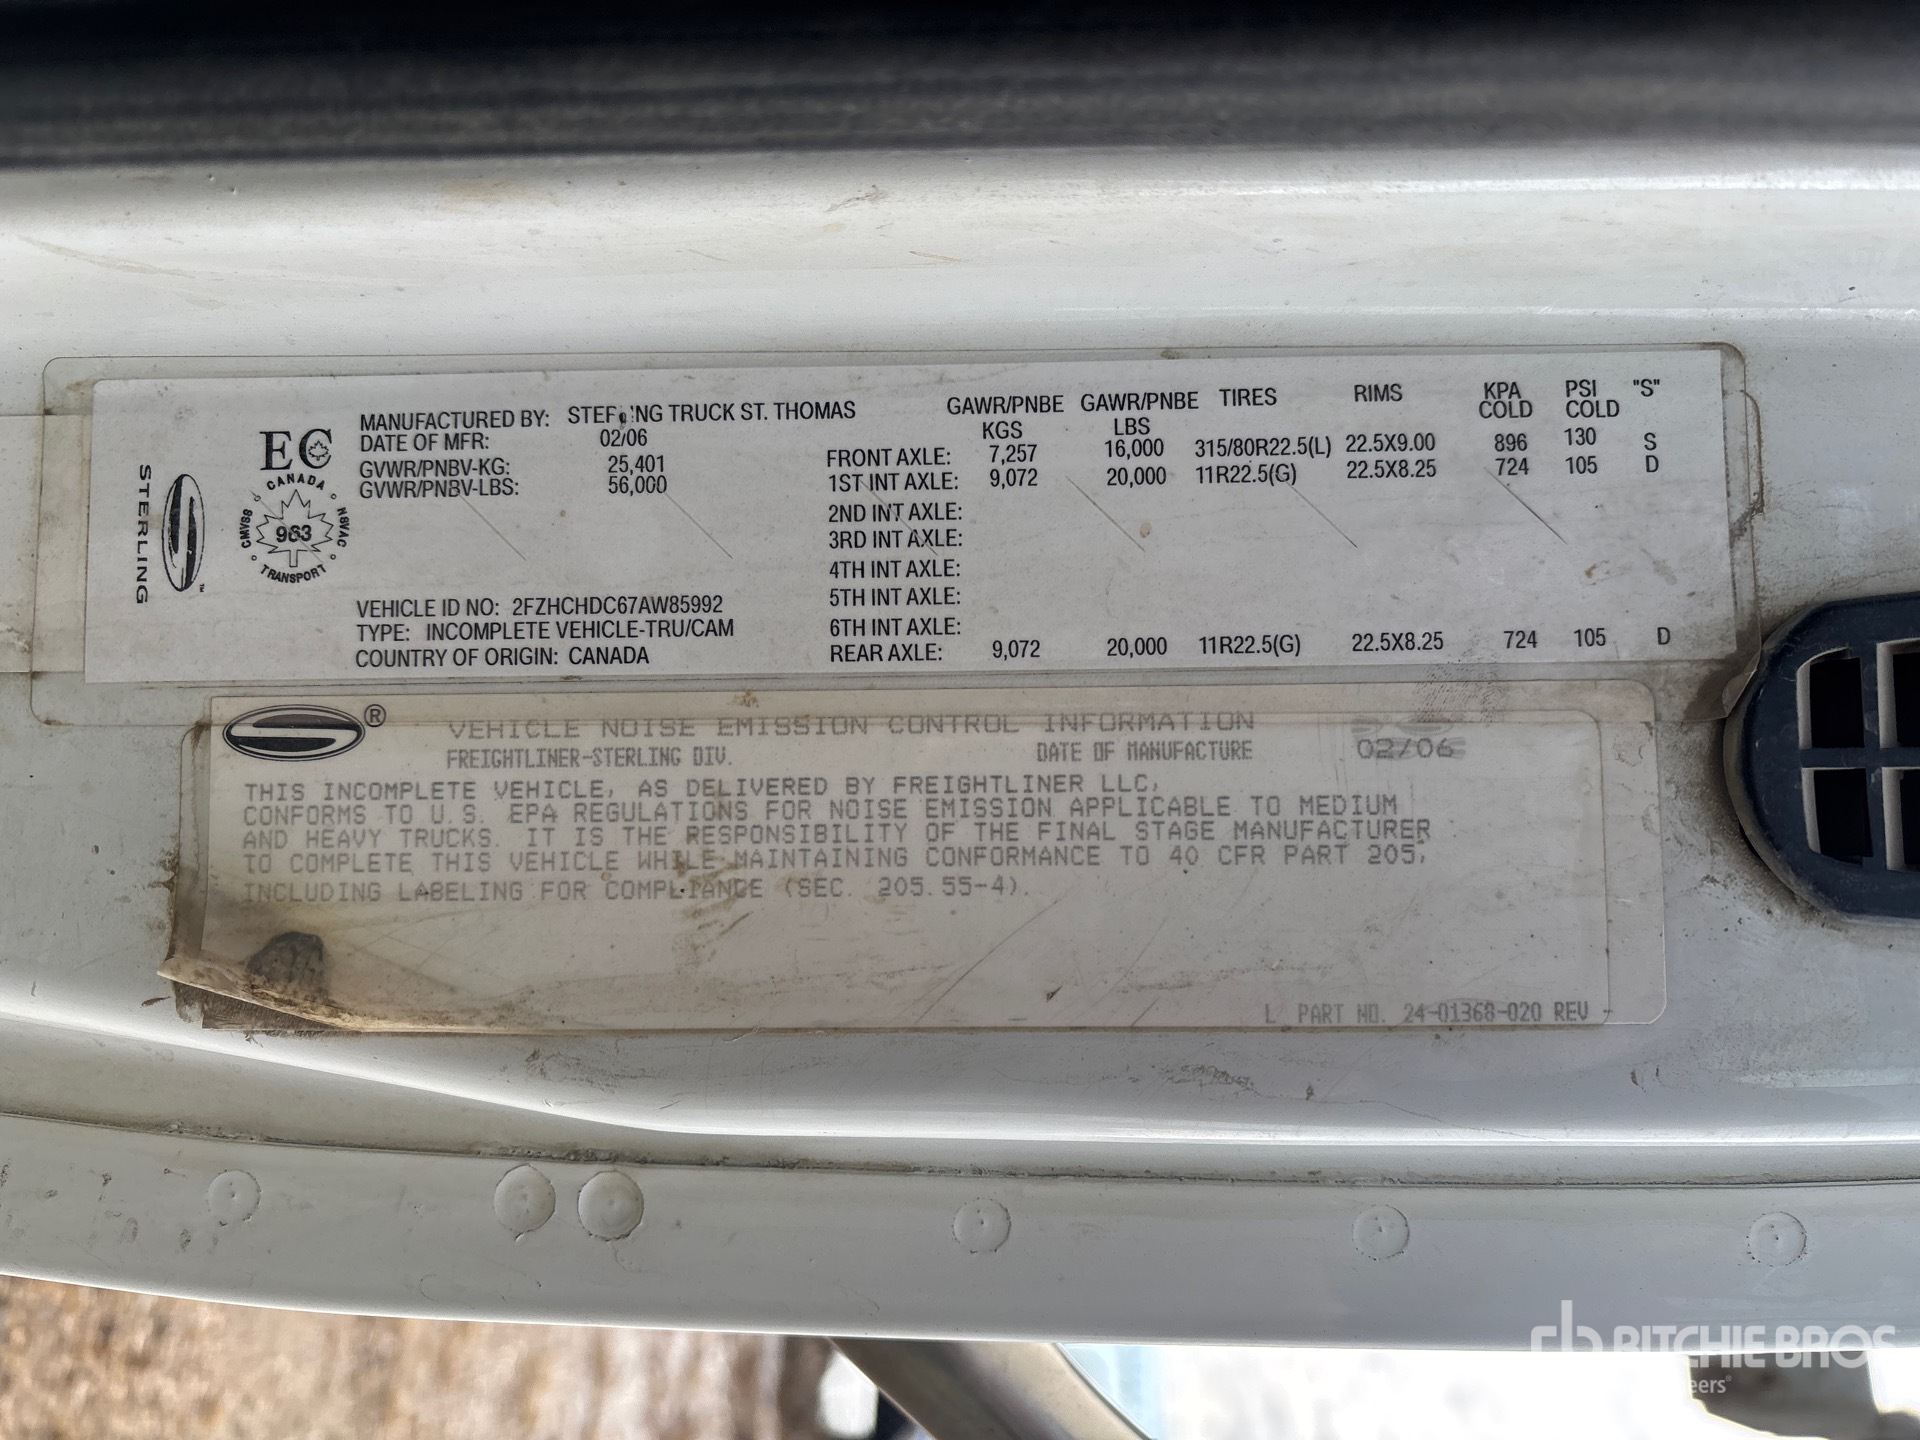 STERLING
EC
CANADA
CMVSS 963 NSVAC
TRANSPORT
MANUFACTURED BY: STERLING TRUCK ST. THOMAS
DATE OF MFR: 02/06
GVWR/PNBV-KG: 25,401
GVWR/PNBV-LBS: 56,000
VEHICLE ID NO: 2FZHCHDC67AW85992
TYPE: INCOMPLETE VEHICLE-TRU/CAM
COUNTRY OF ORIGIN: CANADA
GAWR/PNBE KGS GAWR/PNBE LBS TIRES RIMS KPA COLD PSI COLD "S"
FRONT AXLE: 7,257 16,000 315/80R22.5(L) 22.5X9.00 896 130 S
1ST INT AXLE: 9,072 20,000 11R22.5(G) 22.5X8.25 724 105 D
2ND INT AXLE:
3RD INT AXLE:
4TH INT AXLE:
5TH INT AXLE:
6TH INT AXLE:
REAR AXLE: 9,072 20,000 11R22.5(G) 22.5X8.25 724 105 D
VEHICLE NOISE EMISSION CONTROL INFORMATION
FREIGHTLINER-STERLING DIV. DATE OF MANUFACTURE 02/06
THIS INCOMPLETE VEHICLE, AS DELIVERED BY FREIGHTLINER LLC,
CONFORMS TO U.S. EPA REGULATIONS FOR NOISE EMISSION APPLICABLE TO MEDIUM
AND HEAVY TRUCKS. IT IS THE RESPONSIBILITY OF THE FINAL STAGE MANUFACTURER
TO COMPLETE THIS VEHICLE WHILE MAINTAINING CONFORMANCE TO 40 CFR PART 205,
INCLUDING LABELING FOR COMPLIANCE (SEC. 205.55-4).
L PART NO. 24-01368-020 REV -
rb RITCHIE BROS